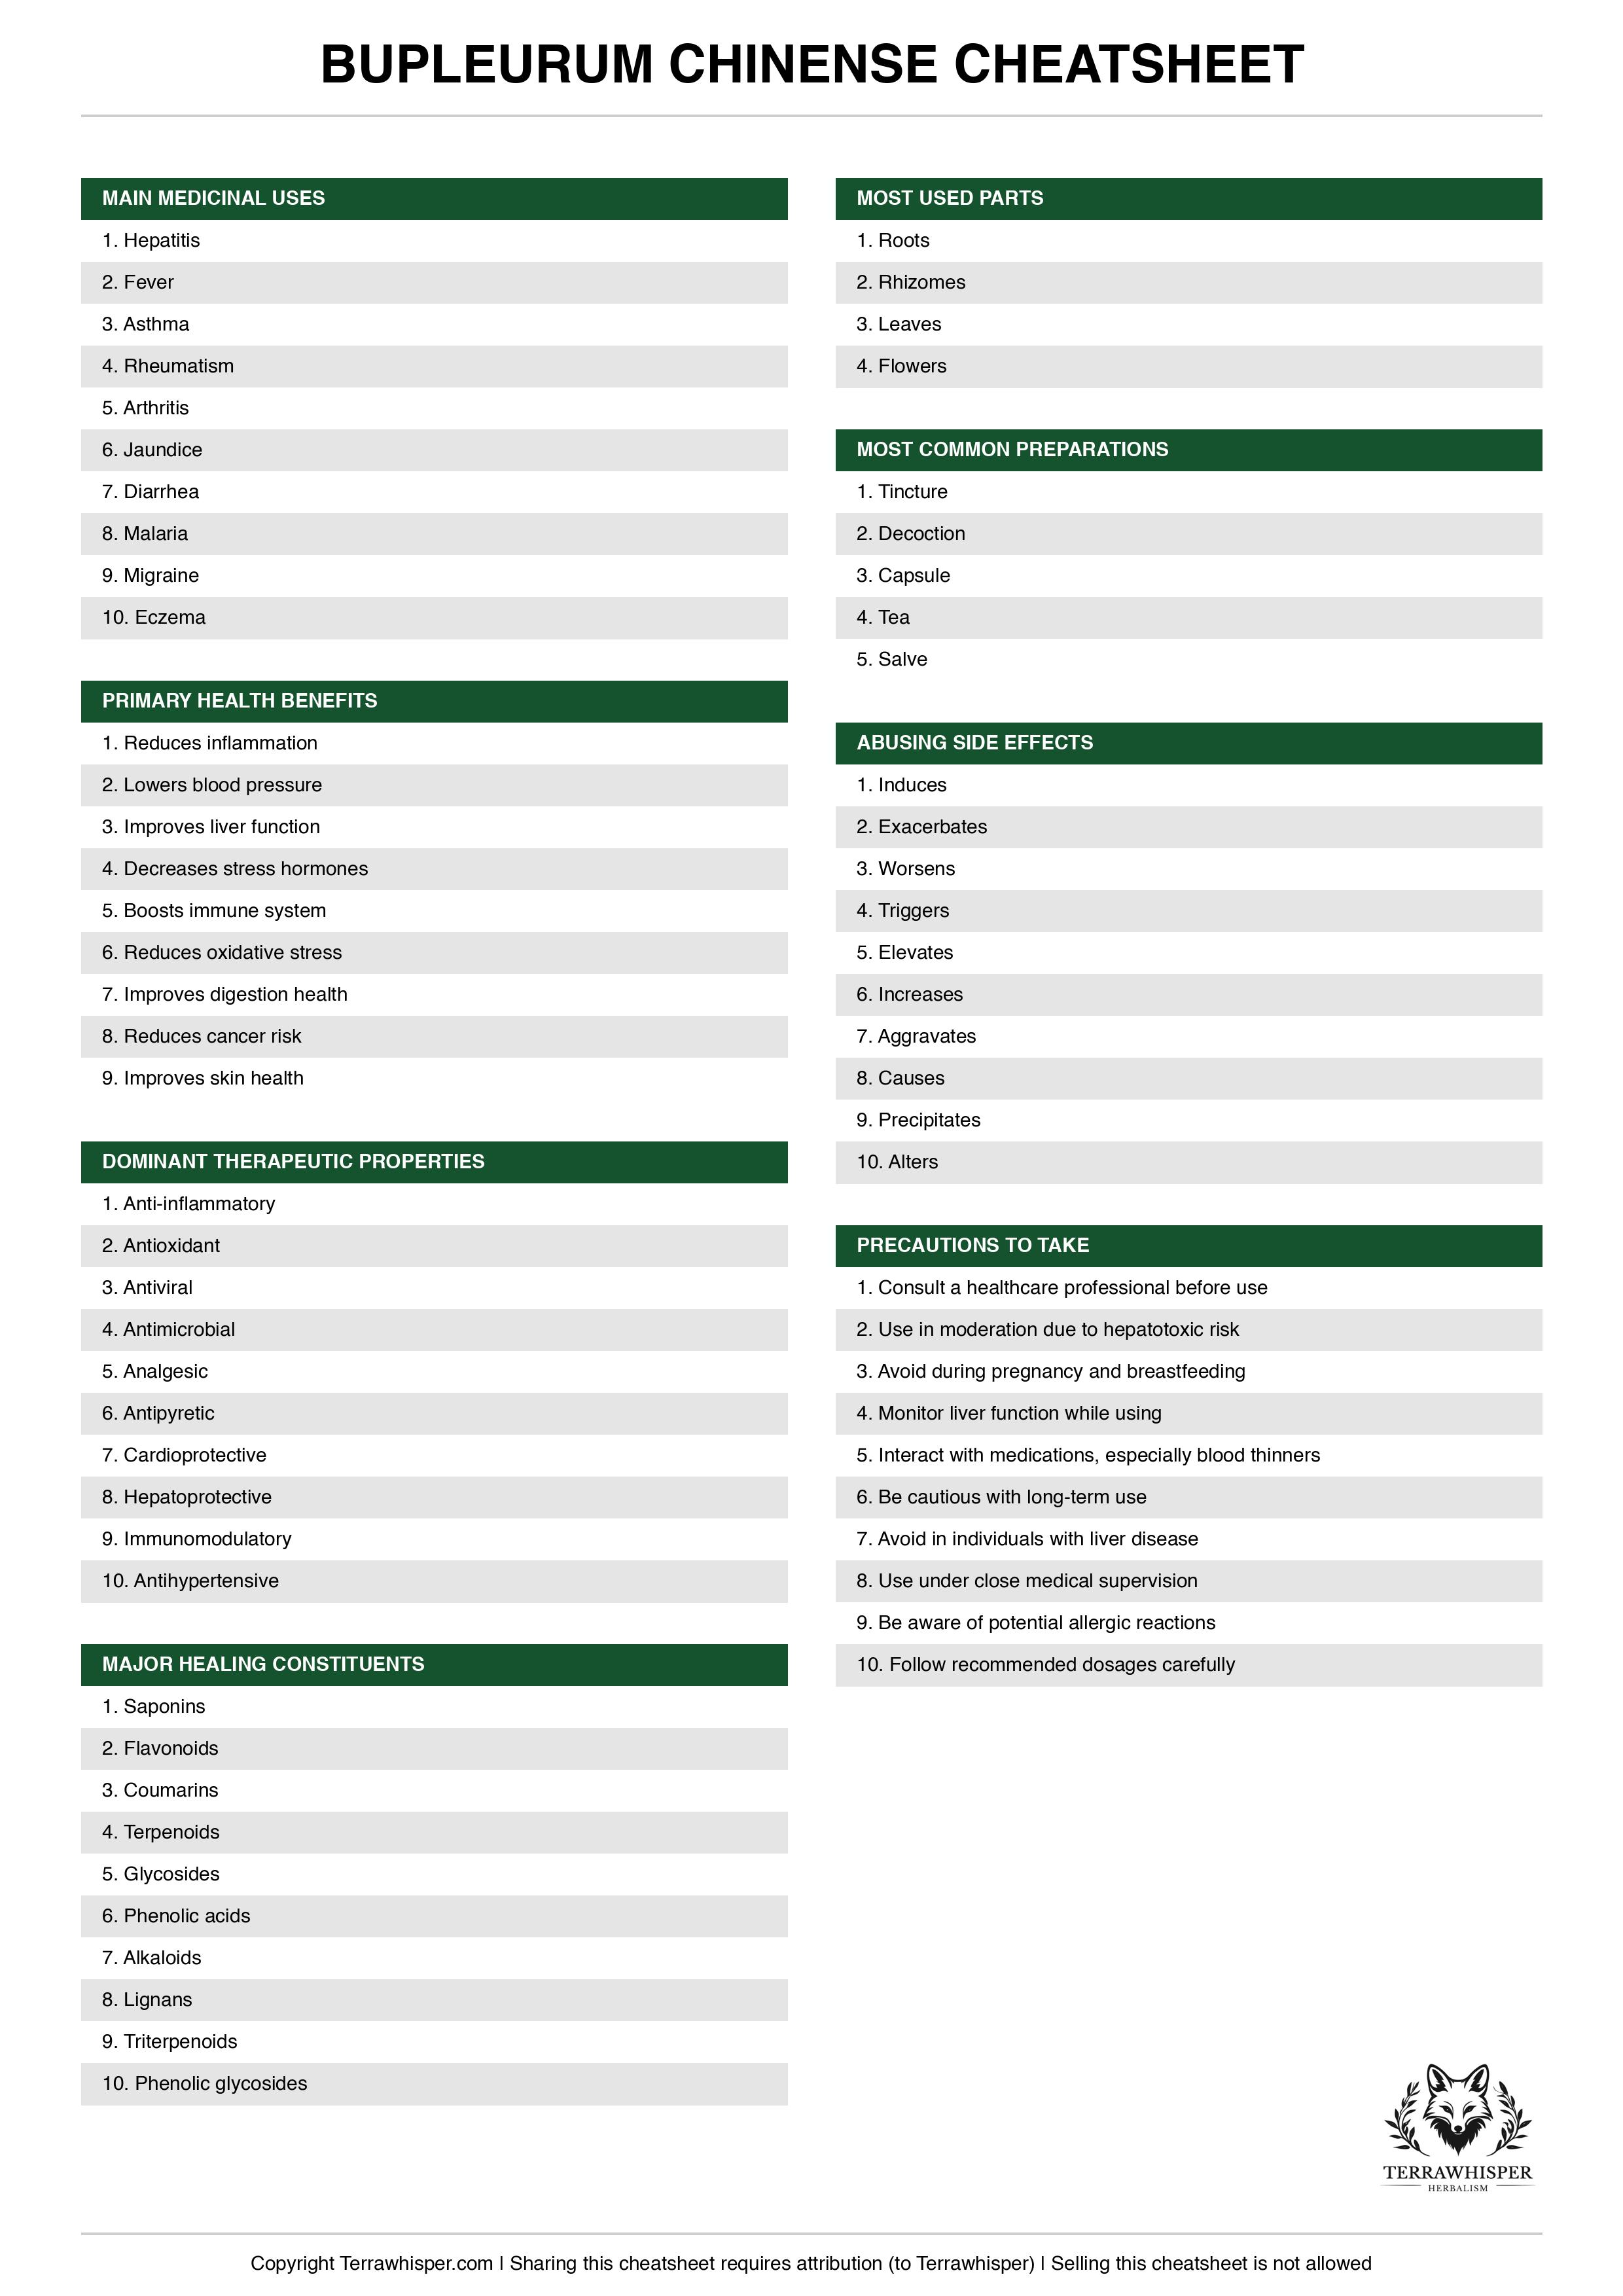 BUPLEURUM CHINENSE CHEATSHEET
MAIN MEDICINAL USES
1. Hepatitis
2. Fever
3. Asthma
4. Rheumatism
5. Arthritis
6. Jaundice
7. Diarrhea
8. Malaria
9. Migraine
10. Eczema
PRIMARY HEALTH BENEFITS
1. Reduces inflammation
2. Lowers blood pressure
3. Improves liver function
4. Decreases stress hormones
5. Boosts immune system
6. Reduces oxidative stress
7. Improves digestion health
8. Reduces cancer risk
9. Improves skin health
DOMINANT THERAPEUTIC PROPERTIES
1. Anti-inflammatory
2. Antioxidant
3. Antiviral
4. Antimicrobial
5. Analgesic
6. Antipyretic
7. Cardioprotective
8. Hepatoprotective
9. Immunomodulatory
10. Antihypertensive
MAJOR HEALING CONSTITUENTS
1. Saponins
2. Flavonoids
3. Coumarins
4. Terpenoids
5. Glycosides
6. Phenolic acids
7. Alkaloids
8. Lignans
9. Triterpenoids
10. Phenolic glycosides
MOST USED PARTS
1. Roots
2. Rhizomes
3. Leaves
4. Flowers
MOST COMMON PREPARATIONS
1. Tincture
2. Decoction
3. Capsule
4. Tea
5. Salve
ABUSING SIDE EFFECTS
1. Induces
2. Exacerbates
3. Worsens
4. Triggers
5. Elevates
6. Increases
7. Aggravates
8. Causes
9. Precipitates
10. Alters
PRECAUTIONS TO TAKE
1. Consult a healthcare professional before use
2. Use in moderation due to hepatotoxic risk
3. Avoid during pregnancy and breastfeeding
4. Monitor liver function while using
5. Interact with medications, especially blood thinners
6. Be cautious with long-term use
7. Avoid in individuals with liver disease
8. Use under close medical supervision
9. Be aware of potential allergic reactions
10. Follow recommended dosages carefully
TERRAWHISPER
HERBALISM
Copyright Terrawhisper.com | Sharing this cheatsheet requires attribution (to Terrawhisper) | Selling this cheatsheet is not allowed